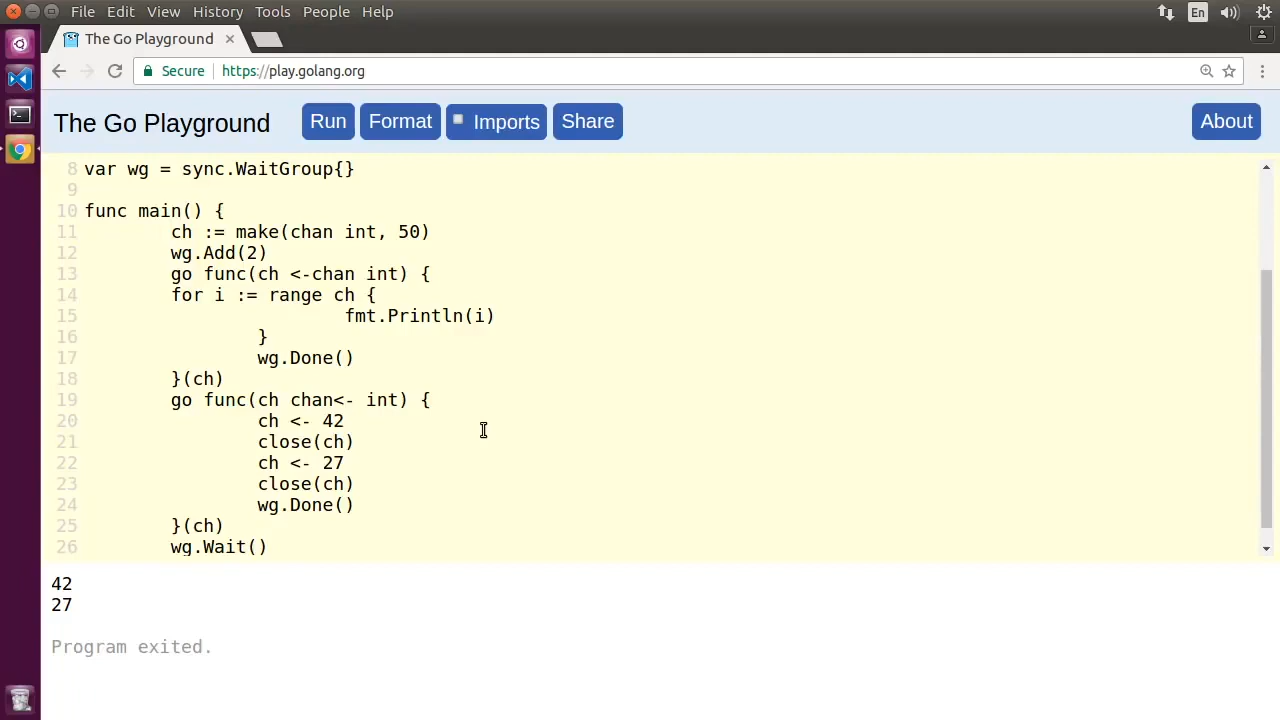 File Edit View History Tools People Help
En
The Go Playground
Secure https://play.golang.org
The Go Playground Run Format Imports Share About
8 var wg = sync.WaitGroup{}
9
10 func main() {
11 ch := make(chan int, 50)
12 wg.Add(2)
13 go func(ch <-chan int) {
14 for i := range ch {
15 fmt.Println(i)
16 }
17 wg.Done()
18 }(ch)
19 go func(ch chan<- int) {
20 ch <- 42
21 close(ch)
22 ch <- 27
23 close(ch)
24 wg.Done()
25 }(ch)
26 wg.Wait()
42
27
Program exited.